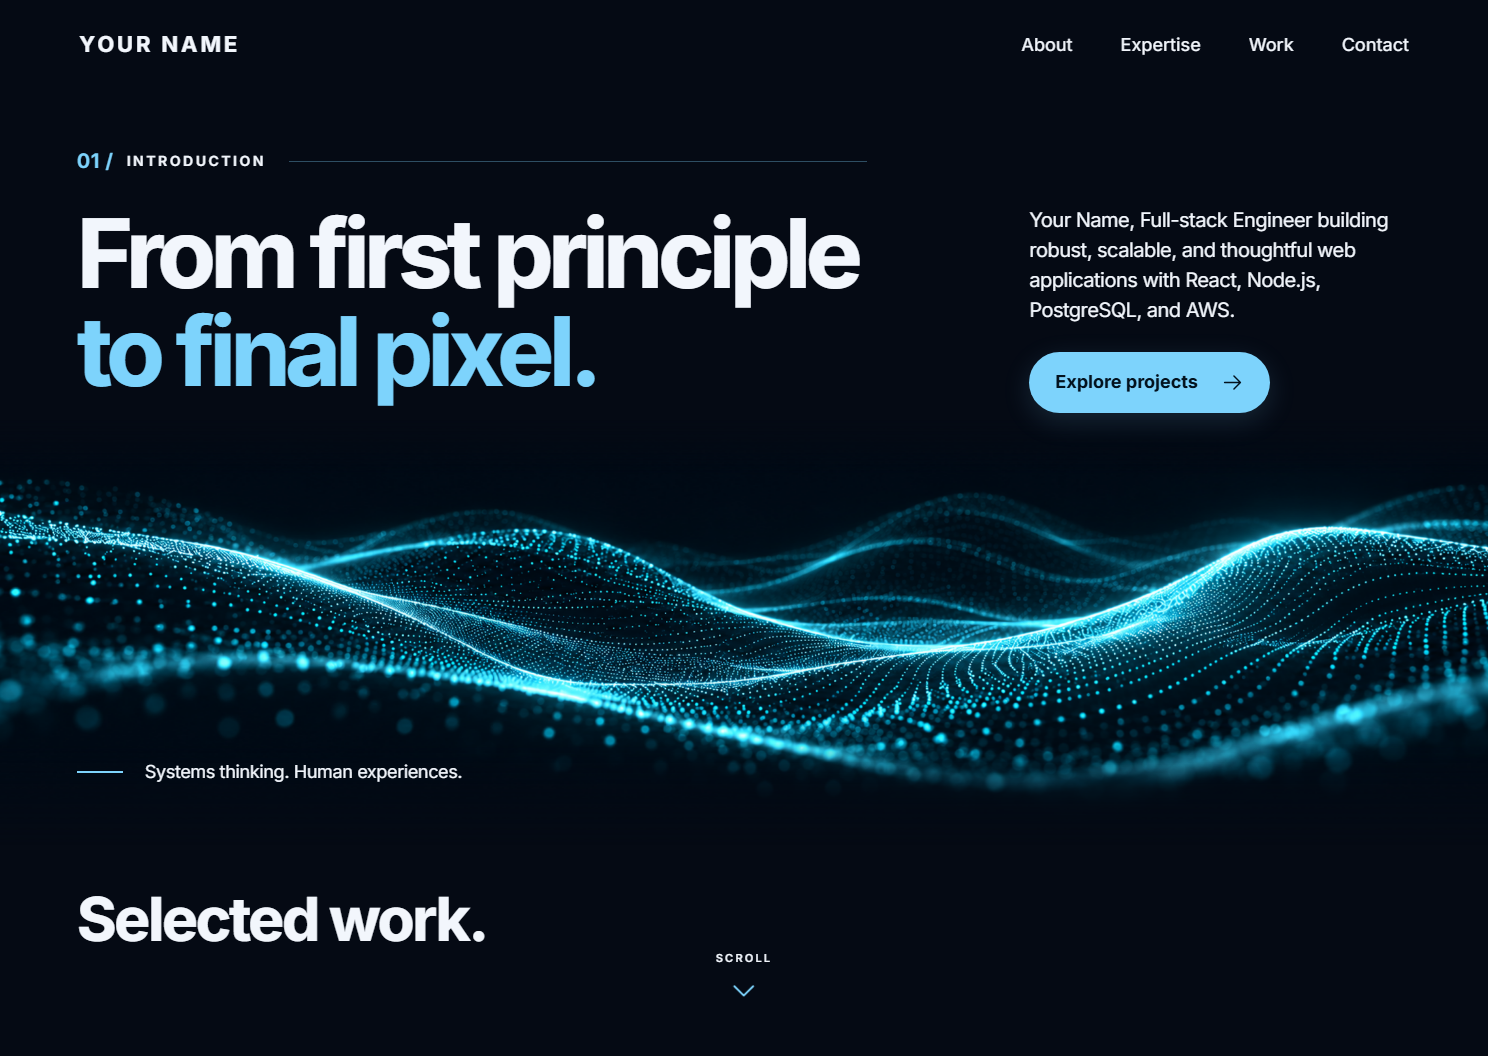 YOUR NAME
About
Expertise
Work
Contact
01 / INTRODUCTION
From first principle
to final pixel.
Your Name, Full-stack Engineer building
robust, scalable, and thoughtful web
applications with React, Node.js,
PostgreSQL, and AWS.
Explore projects
Systems thinking. Human experiences.
Selected work.
SCROLL